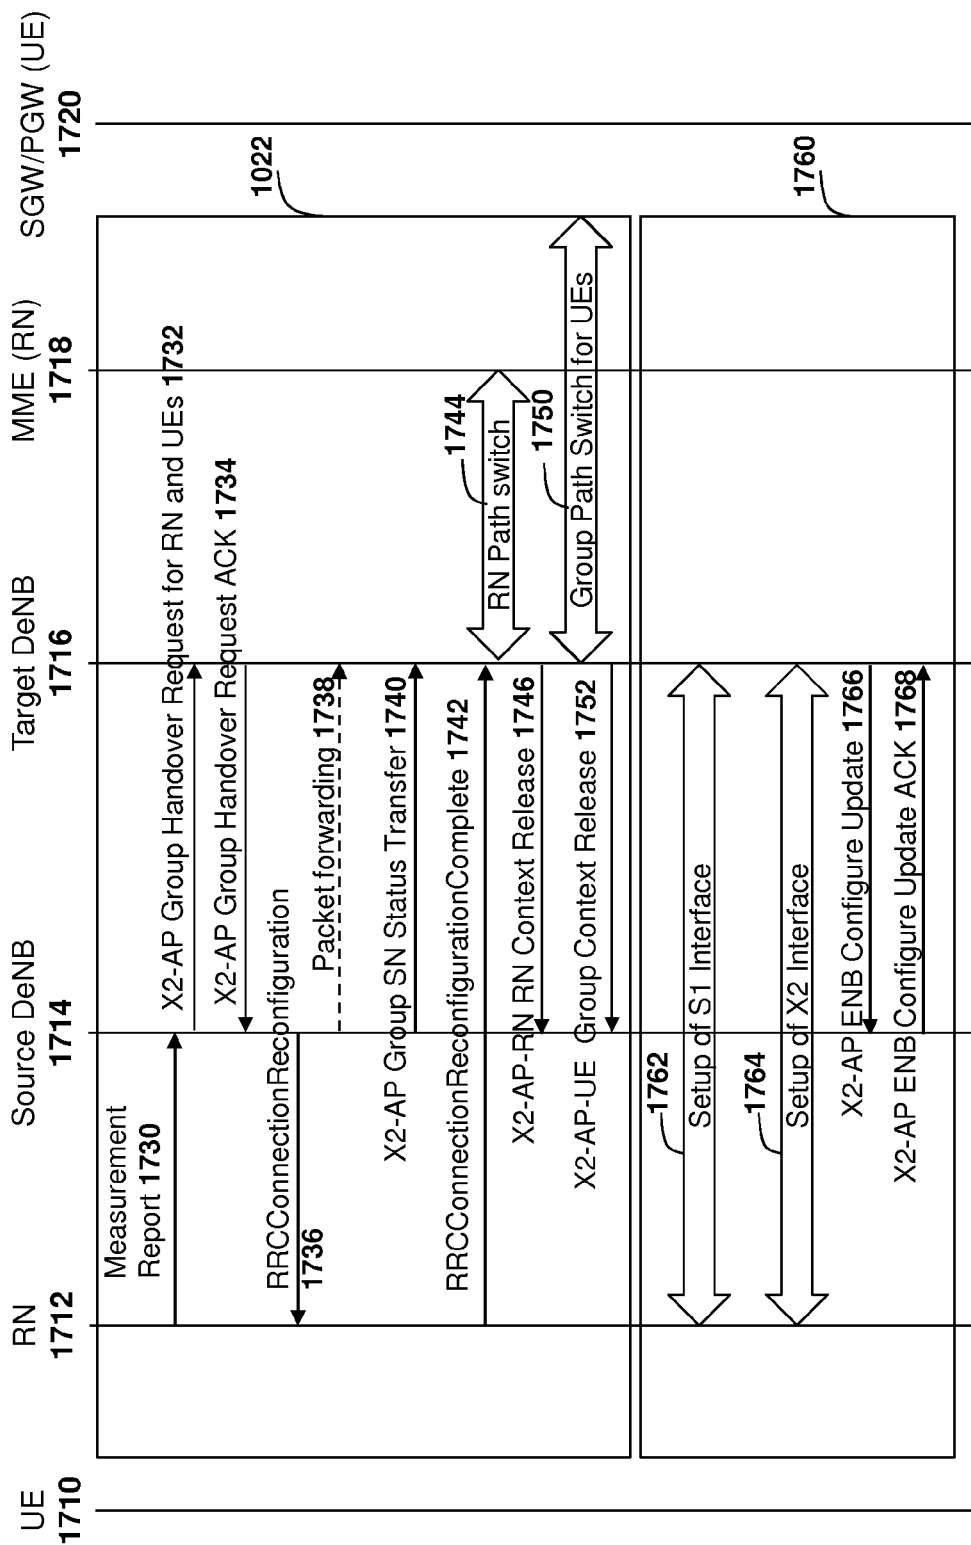 UE
1710
RN
1712
Source DeNB
1714
Target DeNB
1716
MME (RN)
1718
SGW/PGW (UE)
1720
1022
Measurement
Report 1730
X2-AP Group Handover Request for RN and UEs 1732
X2-AP Group Handover Request ACK 1734
RRCConnectionReconfiguration
1736
Packet forwarding 1738
X2-AP Group SN Status Transfer 1740
RRCConnectionReconfigurationComplete 1742
1744
RN Path switch
X2-AP-RN RN Context Release 1746
1750
Group Path Switch for UEs
X2-AP-UE Group Context Release 1752
1760
1762
Setup of S1 Interface
1764
Setup of X2 Interface
X2-AP ENB Configure Update 1766
X2-AP ENB Configure Update ACK 1768